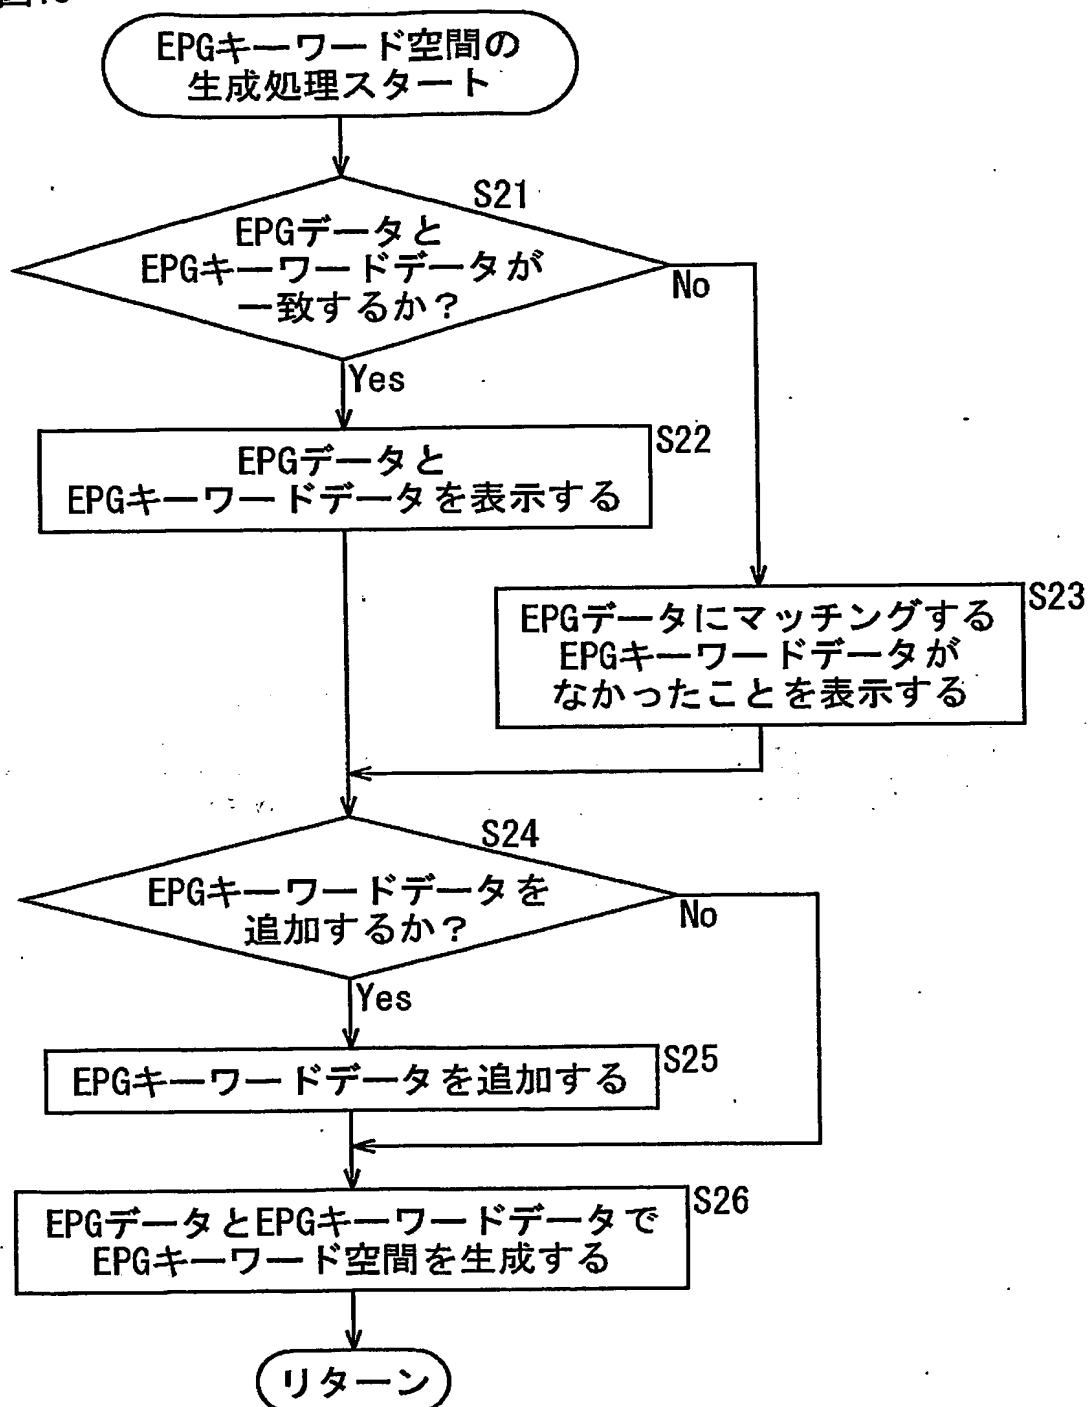 EPGキーワード空間の
生成処理スタート
S21
EPGデータと
EPGキーワードデータが
一致するか？
No
Yes
S22
EPGデータと
EPGキーワードデータを表示する
S23
EPGデータにマッチングする
EPGキーワードデータが
なかったことを表示する
S24
EPGキーワードデータを
追加するか？
No
Yes
S25
EPGキーワードデータを追加する
S26
EPGデータとEPGキーワードデータで
EPGキーワード空間を生成する
リターン